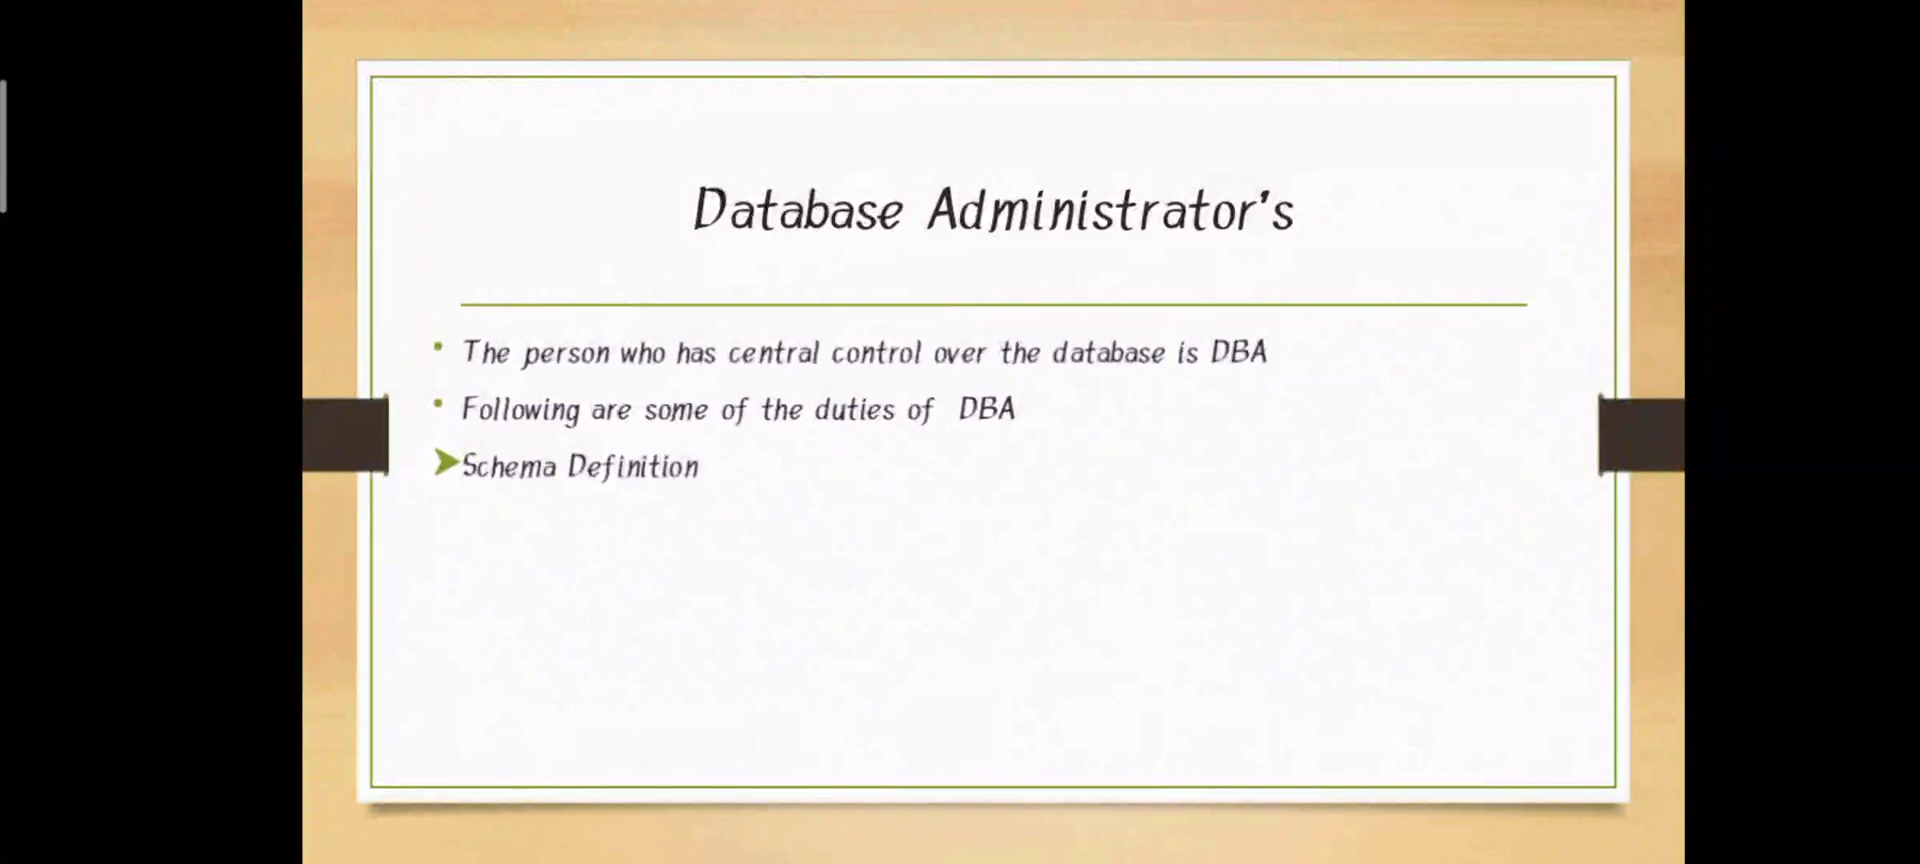 Database Administrator's
The person who has central control over the database is DBA
Following are some of the duties of DBA
Schema Definition